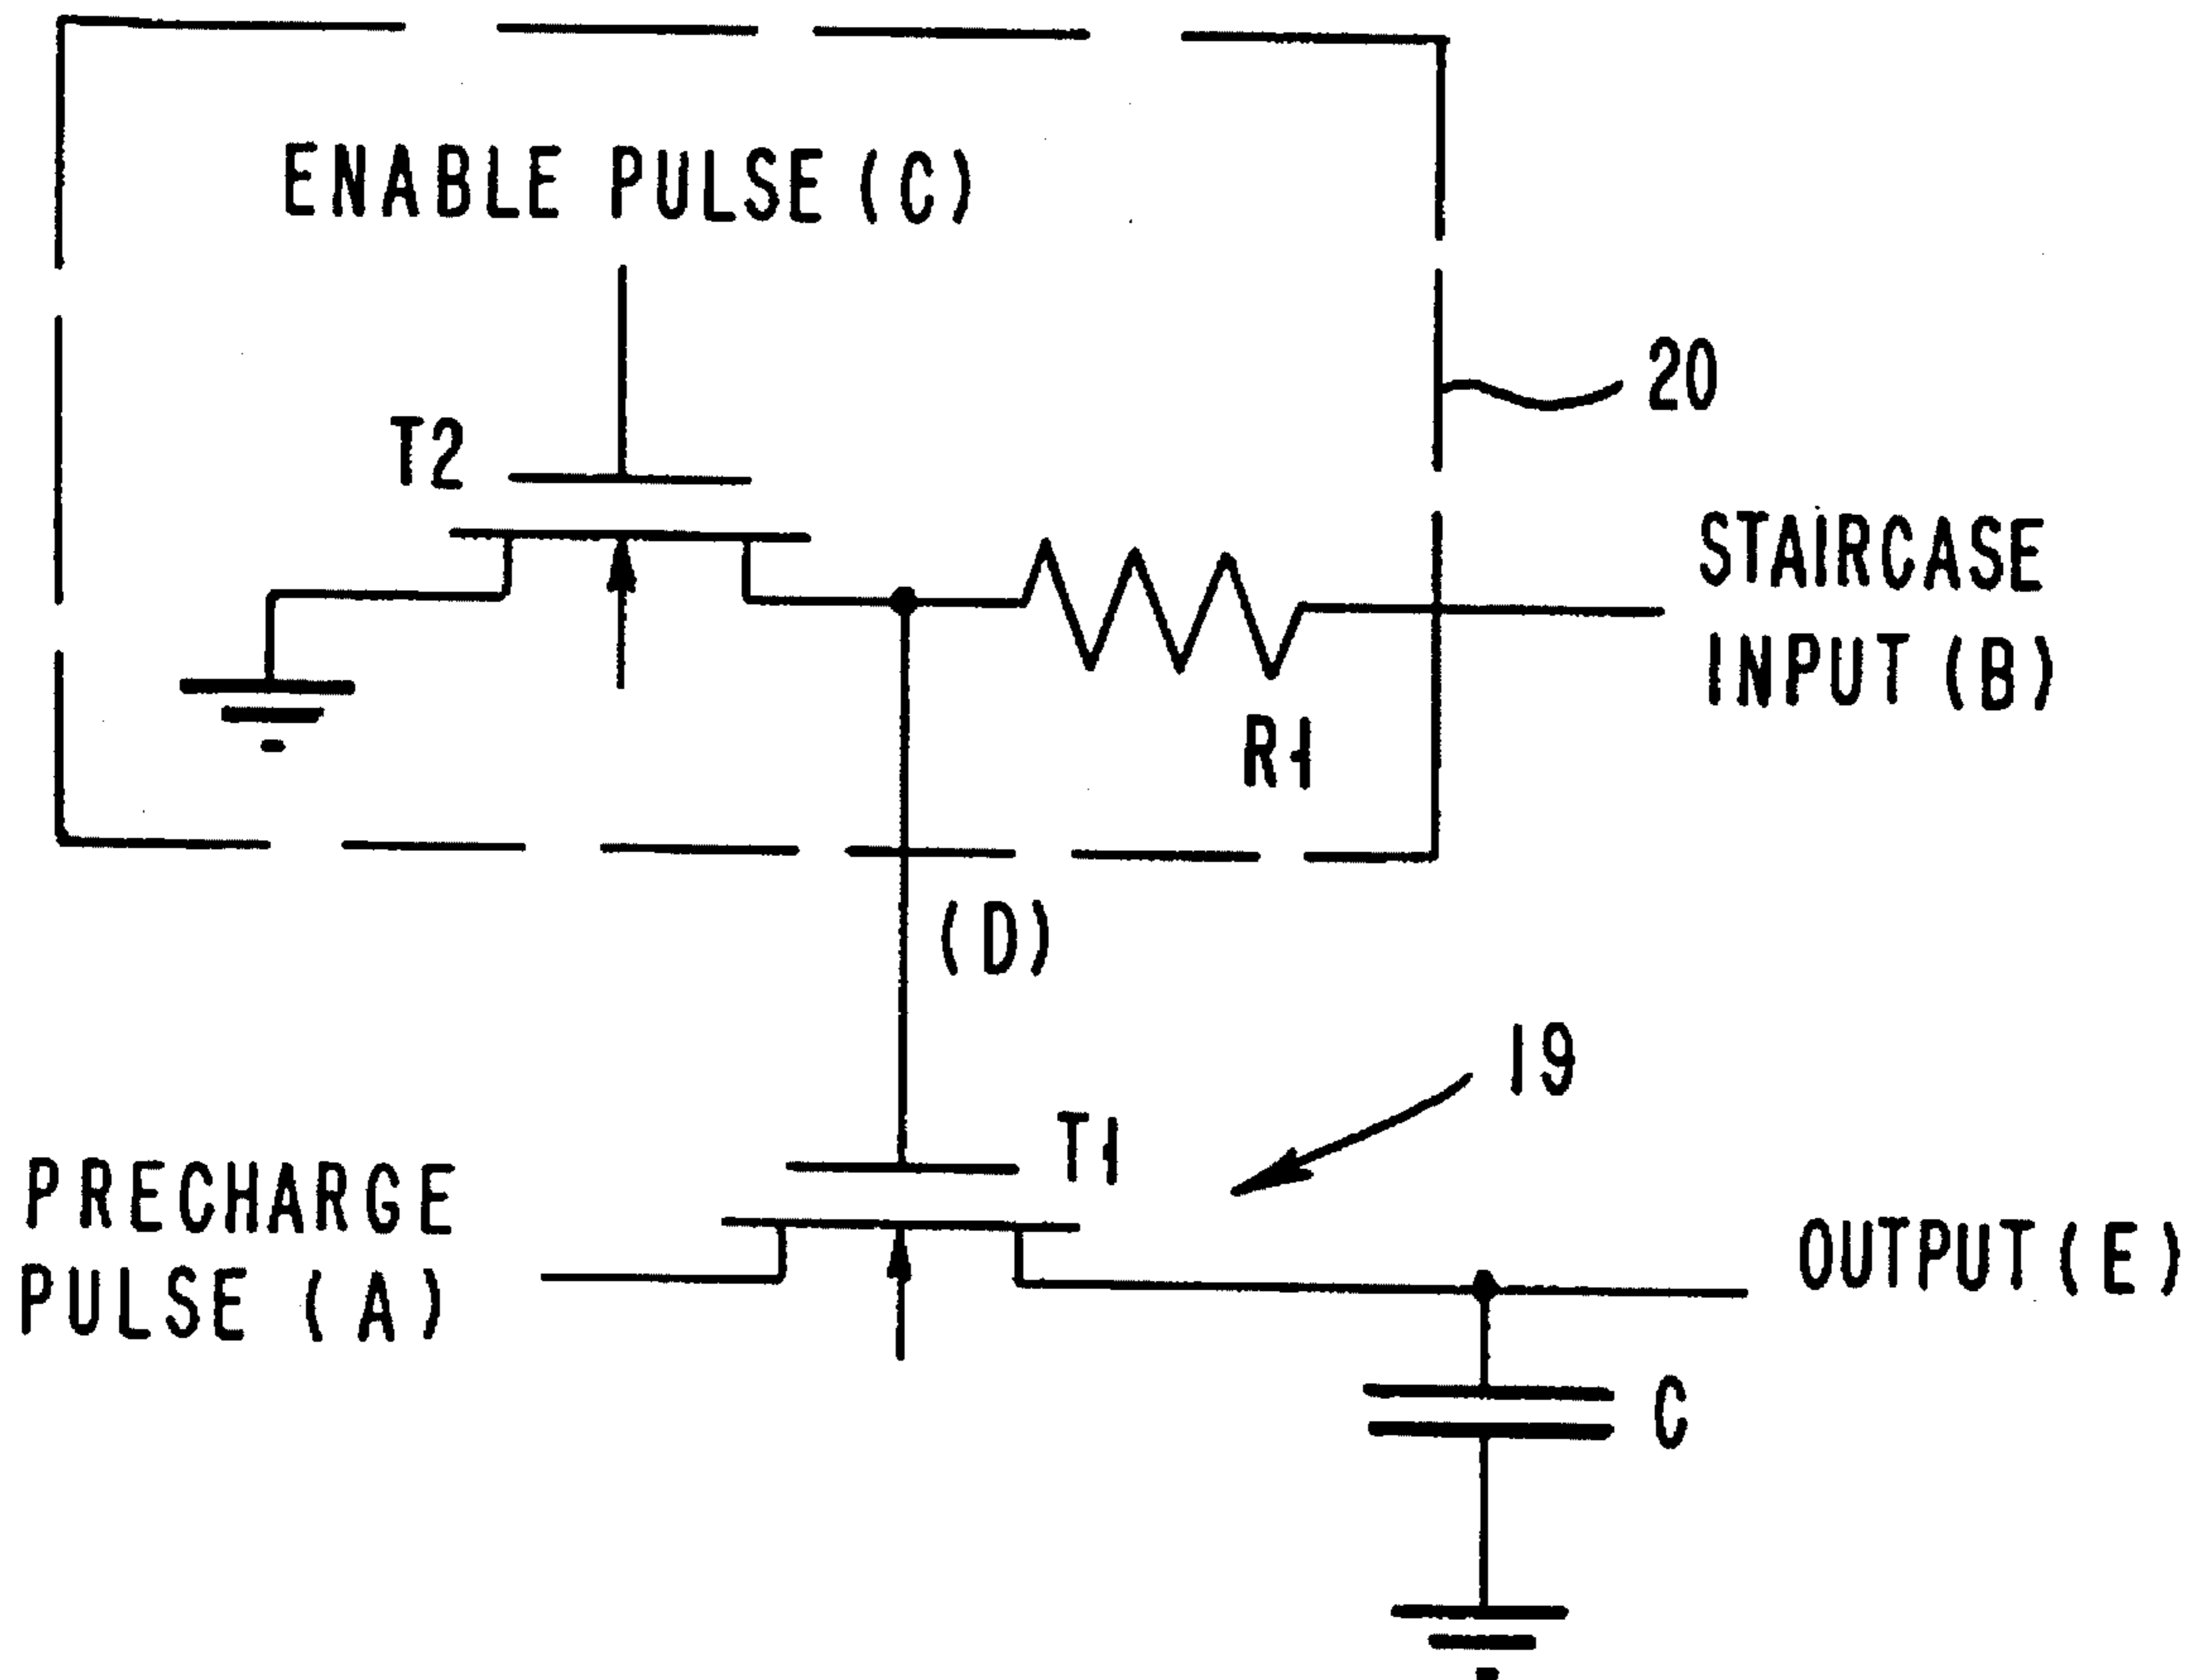 ENABLE PULSE (C)
20
T2
STAIRCASE
INPUT (B)
R1
(D)
19
T1
PRECHARGE
PULSE (A)
OUTPUT (E)
C